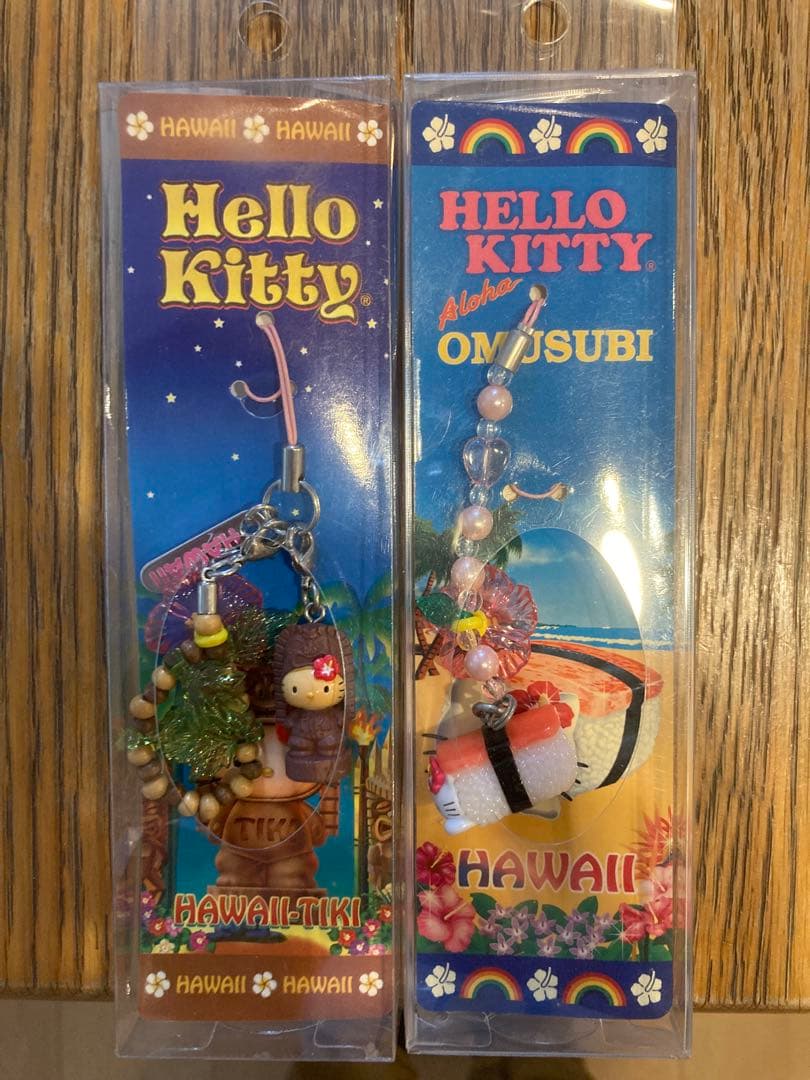 HAWAII HAWAII
Hello
Kitty®
HAWAII
TIKI
HAWAII-TIKI
HAWAII HAWAII
HELLO
KITTY®
Aloha
OMUSUBI
HAWAII